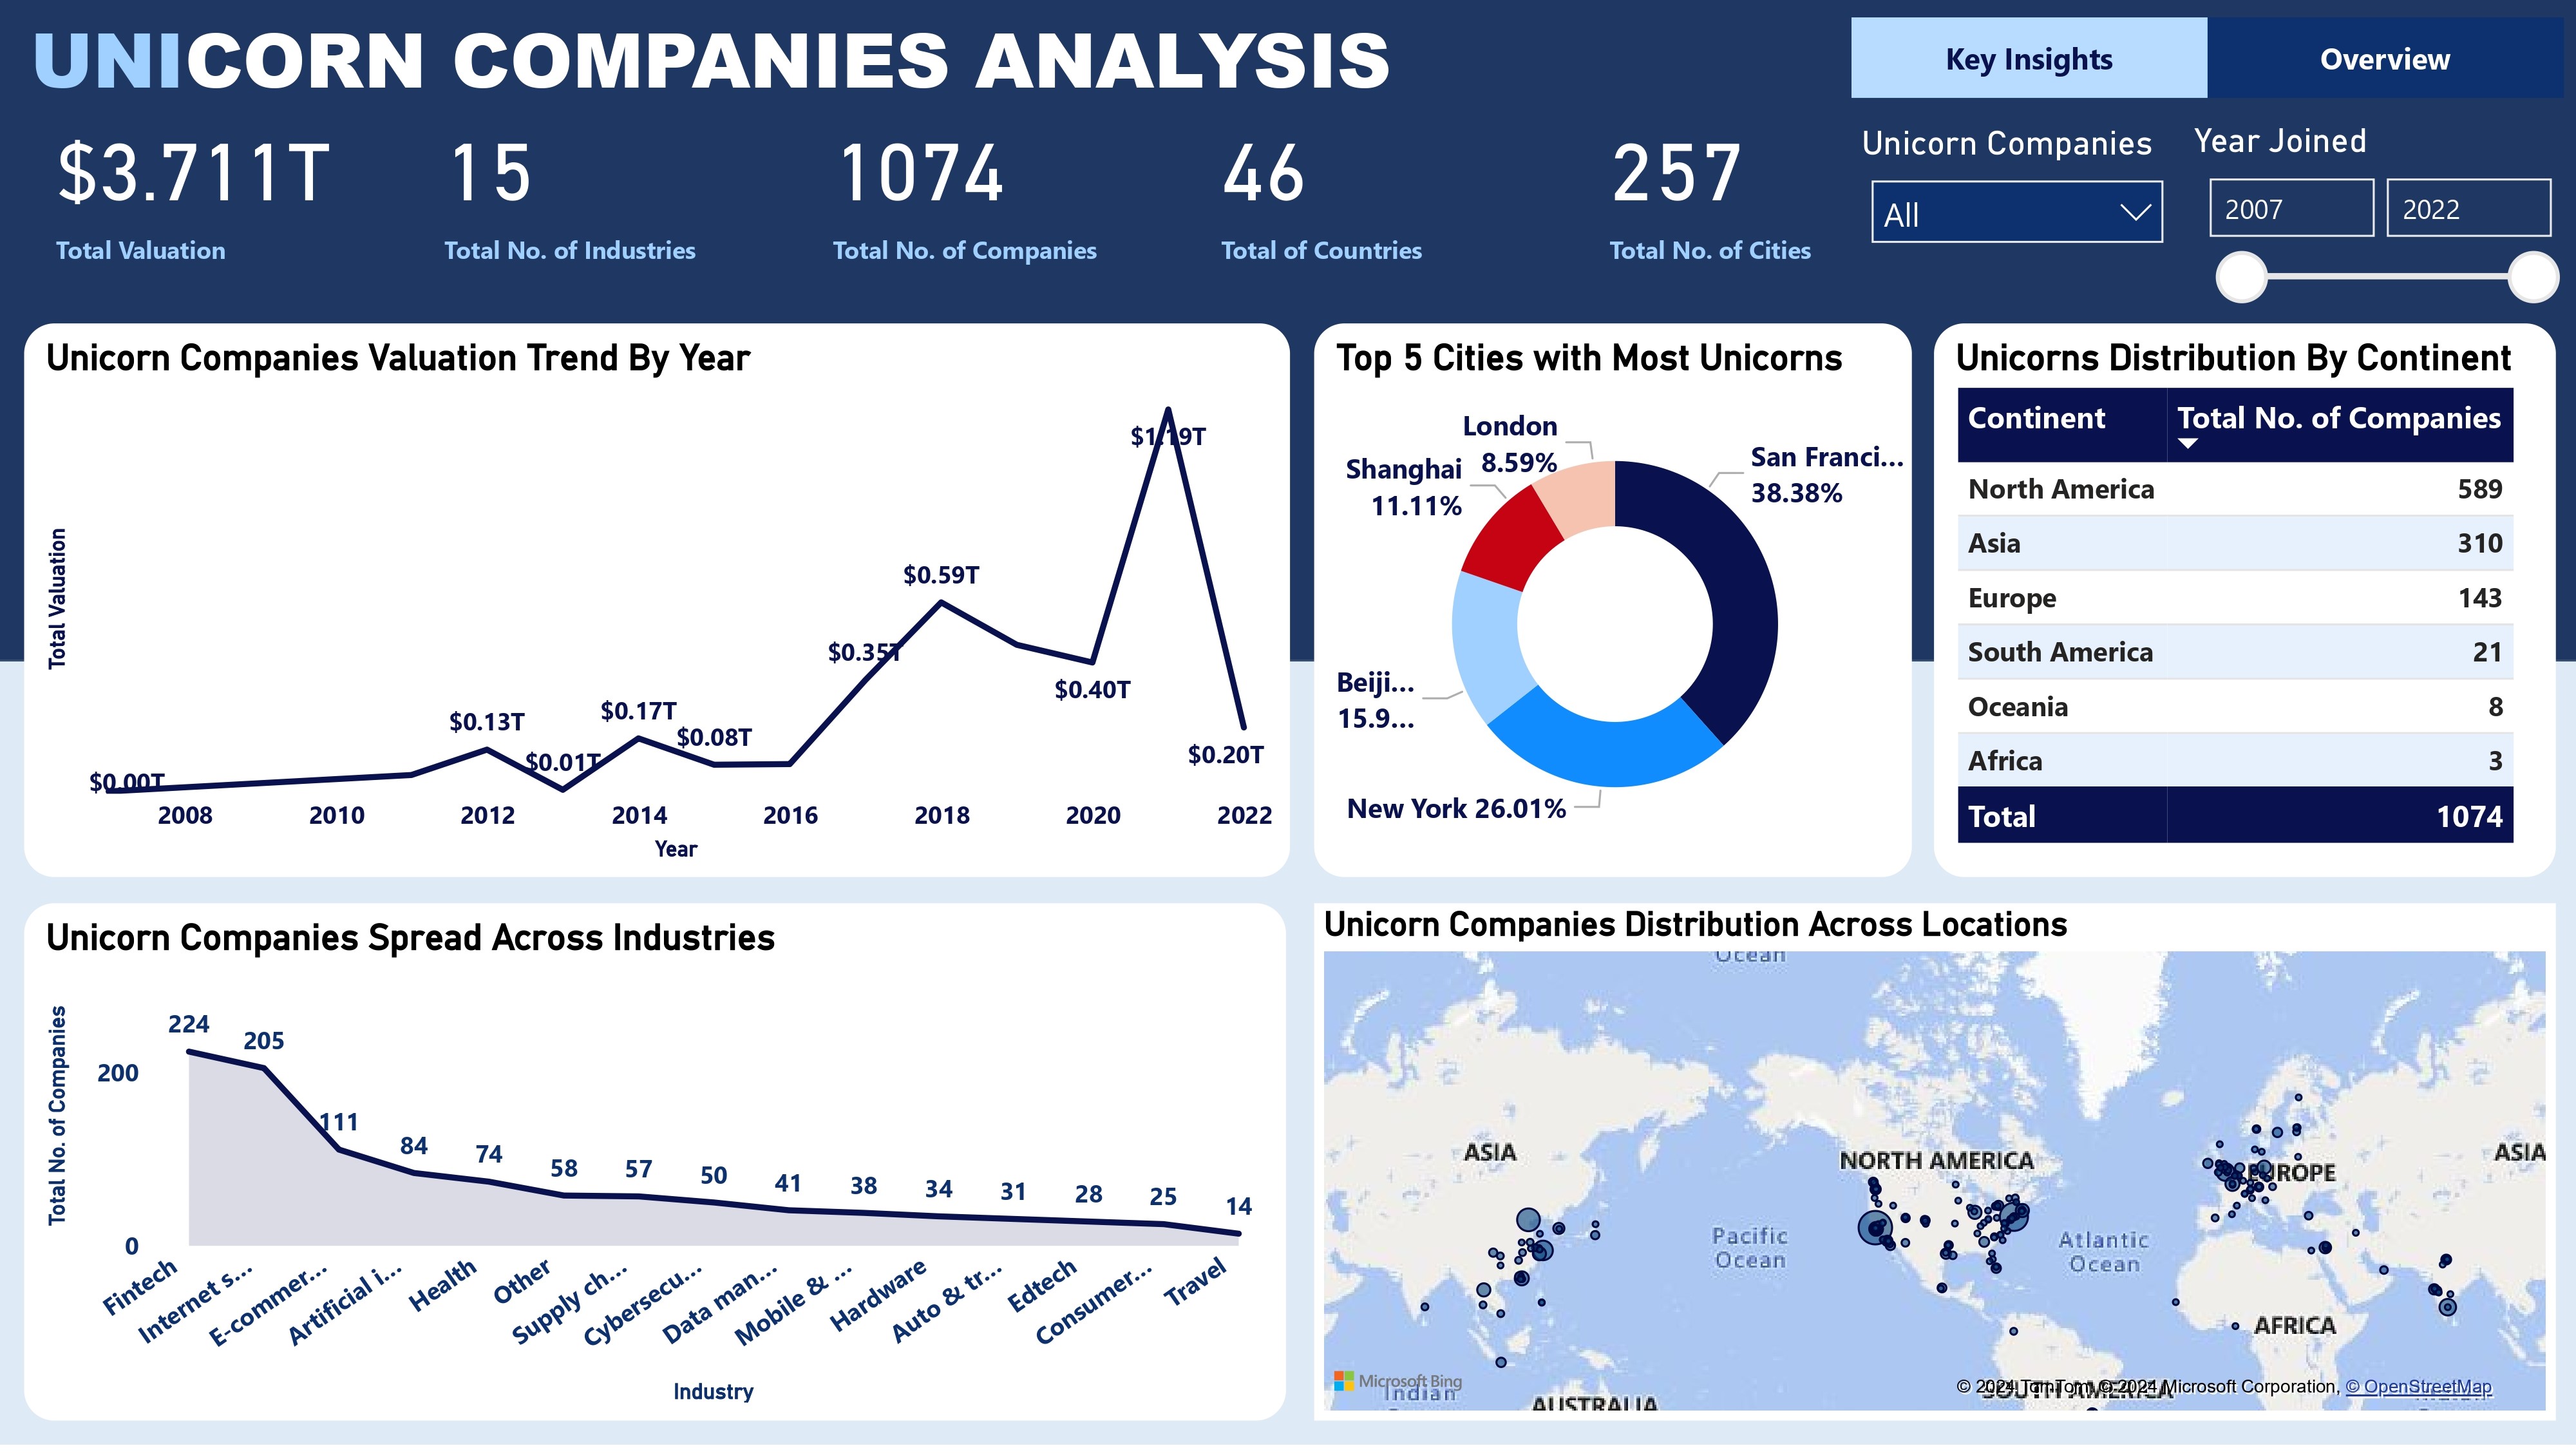 UNICORN COMPANIES ANALYSIS
Key Insights
Overview
$3.711T
Total Valuation
15
Total No. of Industries
1074
Total No. of Companies
46
Total of Countries
257
Total No. of Cities
Unicorn Companies
All
Year Joined
2007
2022
Unicorn Companies Valuation Trend By Year
Total Valuation
$0.00T
$0.13T
$0.01T
$0.17T
$0.08T
$0.35T
$0.59T
$0.40T
$1.19T
$0.20T
2008
2010
2012
2014
2016
2018
2020
2022
Year
Top 5 Cities with Most Unicorns
London
8.59%
San Franci...
38.38%
Shanghai
11.11%
Beiji...
15.9...
New York 26.01%
Unicorns Distribution By Continent
Continent Total No. of Companies
North America 589
Asia 310
Europe 143
South America 21
Oceania 8
Africa 3
Total 1074
Unicorn Companies Spread Across Industries
Total No. of Companies
200
0
224
205
111
84
74
58
57
50
41
38
34
31
28
25
14
Fintech
Internet s...
E-commer...
Artificial i...
Health
Other
Supply ch...
Cybersecu...
Data man...
Mobile & ...
Hardware
Auto & tr...
Edtech
Consumer...
Travel
Industry
Unicorn Companies Distribution Across Locations
Ocean
ASIA
NORTH AMERICA
EUROPE
ASIA
Pacific
Ocean
Atlantic
Ocean
AFRICA
Microsoft Bing
Indian
AUSTRALIA
SOUTH AMERICA
© 2024 TomTom, © 2024 Microsoft Corporation, © OpenStreetMap